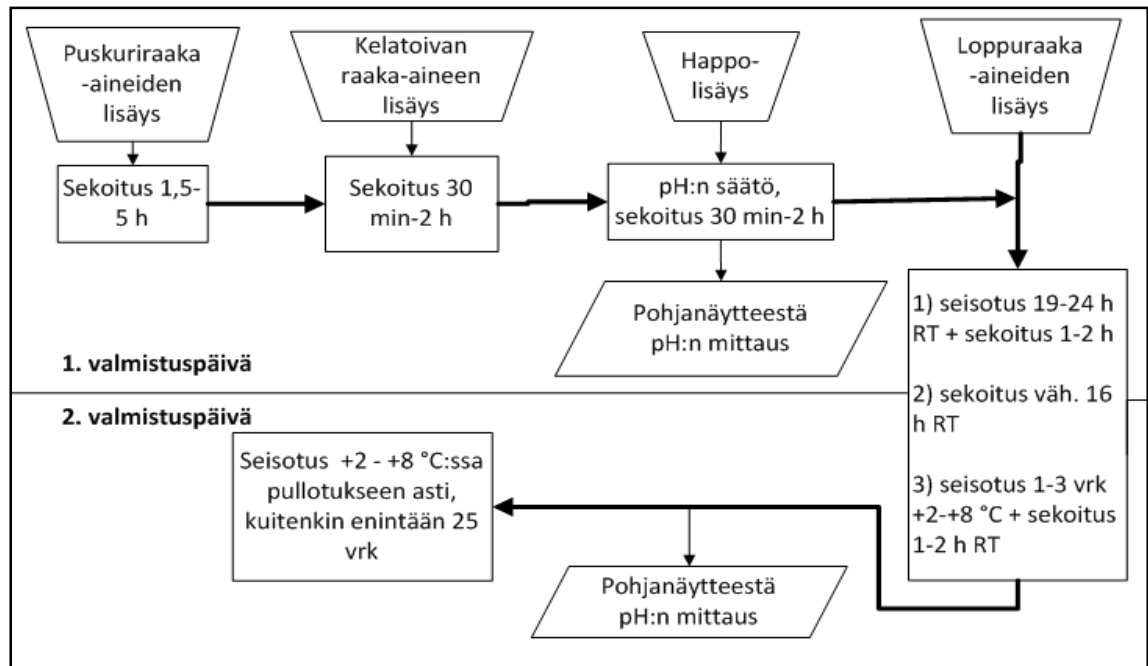 Puskuriraaka
-aineiden
lisäys
Kelatoivan
raaka-aineen
lisäys
Happo-
lisäys
Loppuraaka
-aineiden
lisäys
Sekoitus 1,5-
5 h
Sekoitus 30
min-2 h
pH:n säätö,
sekoitus 30 min-2 h
Pohjanäytteestä
pH:n mittaus
1. valmistuspäivä
1) seisotus 19-24 h
RT + sekoitus 1-2 h
2) sekoitus väh. 16
h RT
3) seisotus 1-3 vrk
+2-+8 °C + sekoitus
1-2 h RT
2. valmistuspäivä
Seisotus +2 - +8 °C:ssa
pullotukseen asti,
kuitenkin enintään 25
vrk
Pohjanäytteestä
pH:n mittaus